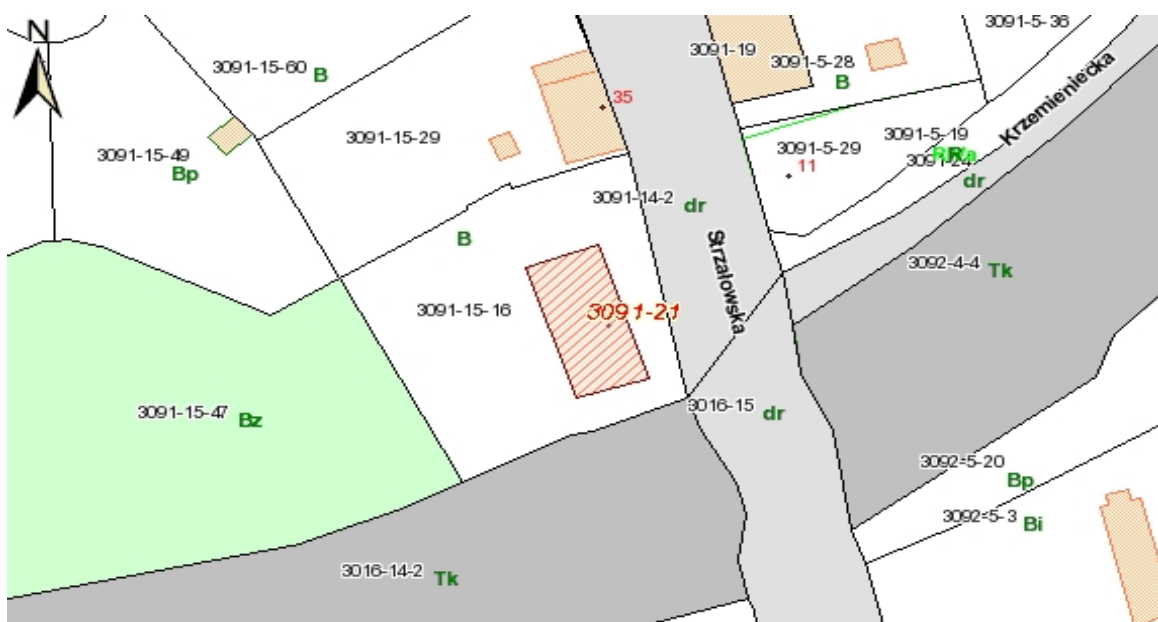 N
3091-15-60 B
3091-19
3091-5-36
3091-5-28
B
35
3091-15-29
3091-15-49
Bp
3091-5-19
3091-5-29
11
3091-24
dr
Krzemieniecka
3091-14-2 dr
B
Strzałowska
3092-4-4 Tk
3091-15-16
3091-21
3091-15-47 Bz
3016-15 dr
3092-5-20
Bp
3092-5-3 Bi
3016-14-2 Tk